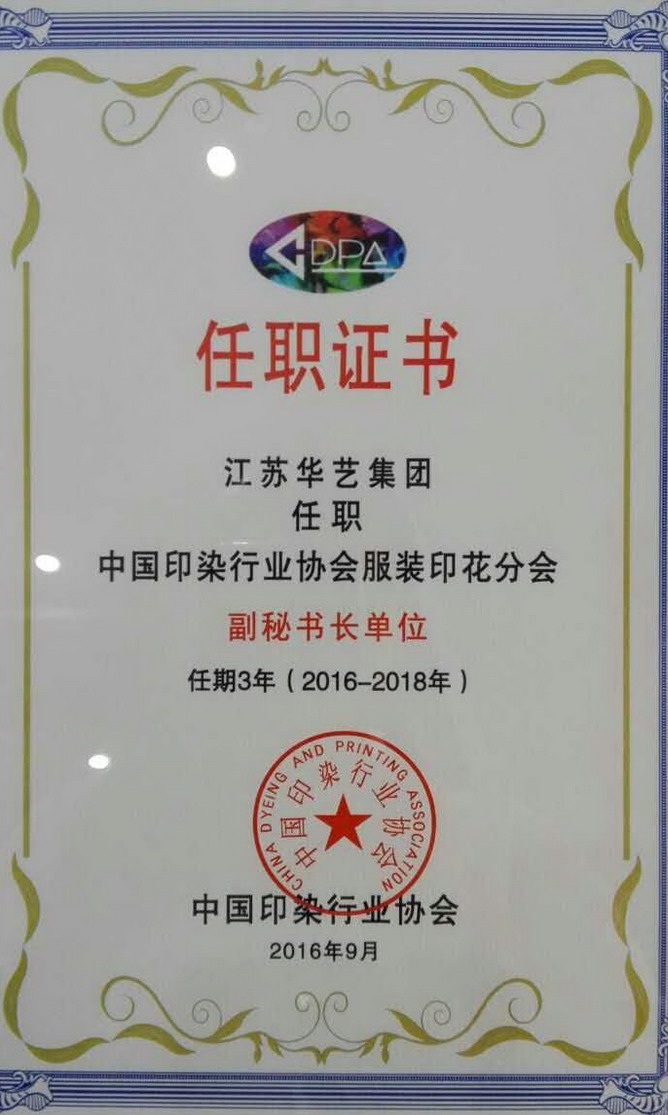 CDPA
任职证书
江苏华艺集团
任职
中国印染行业协会服装印花分会
副秘书长单位
任期3年（2016-2018年）
CHINA DYEING AND PRINTING ASSOCIATION
中国印染行业协会
中国印染行业协会
2016年9月